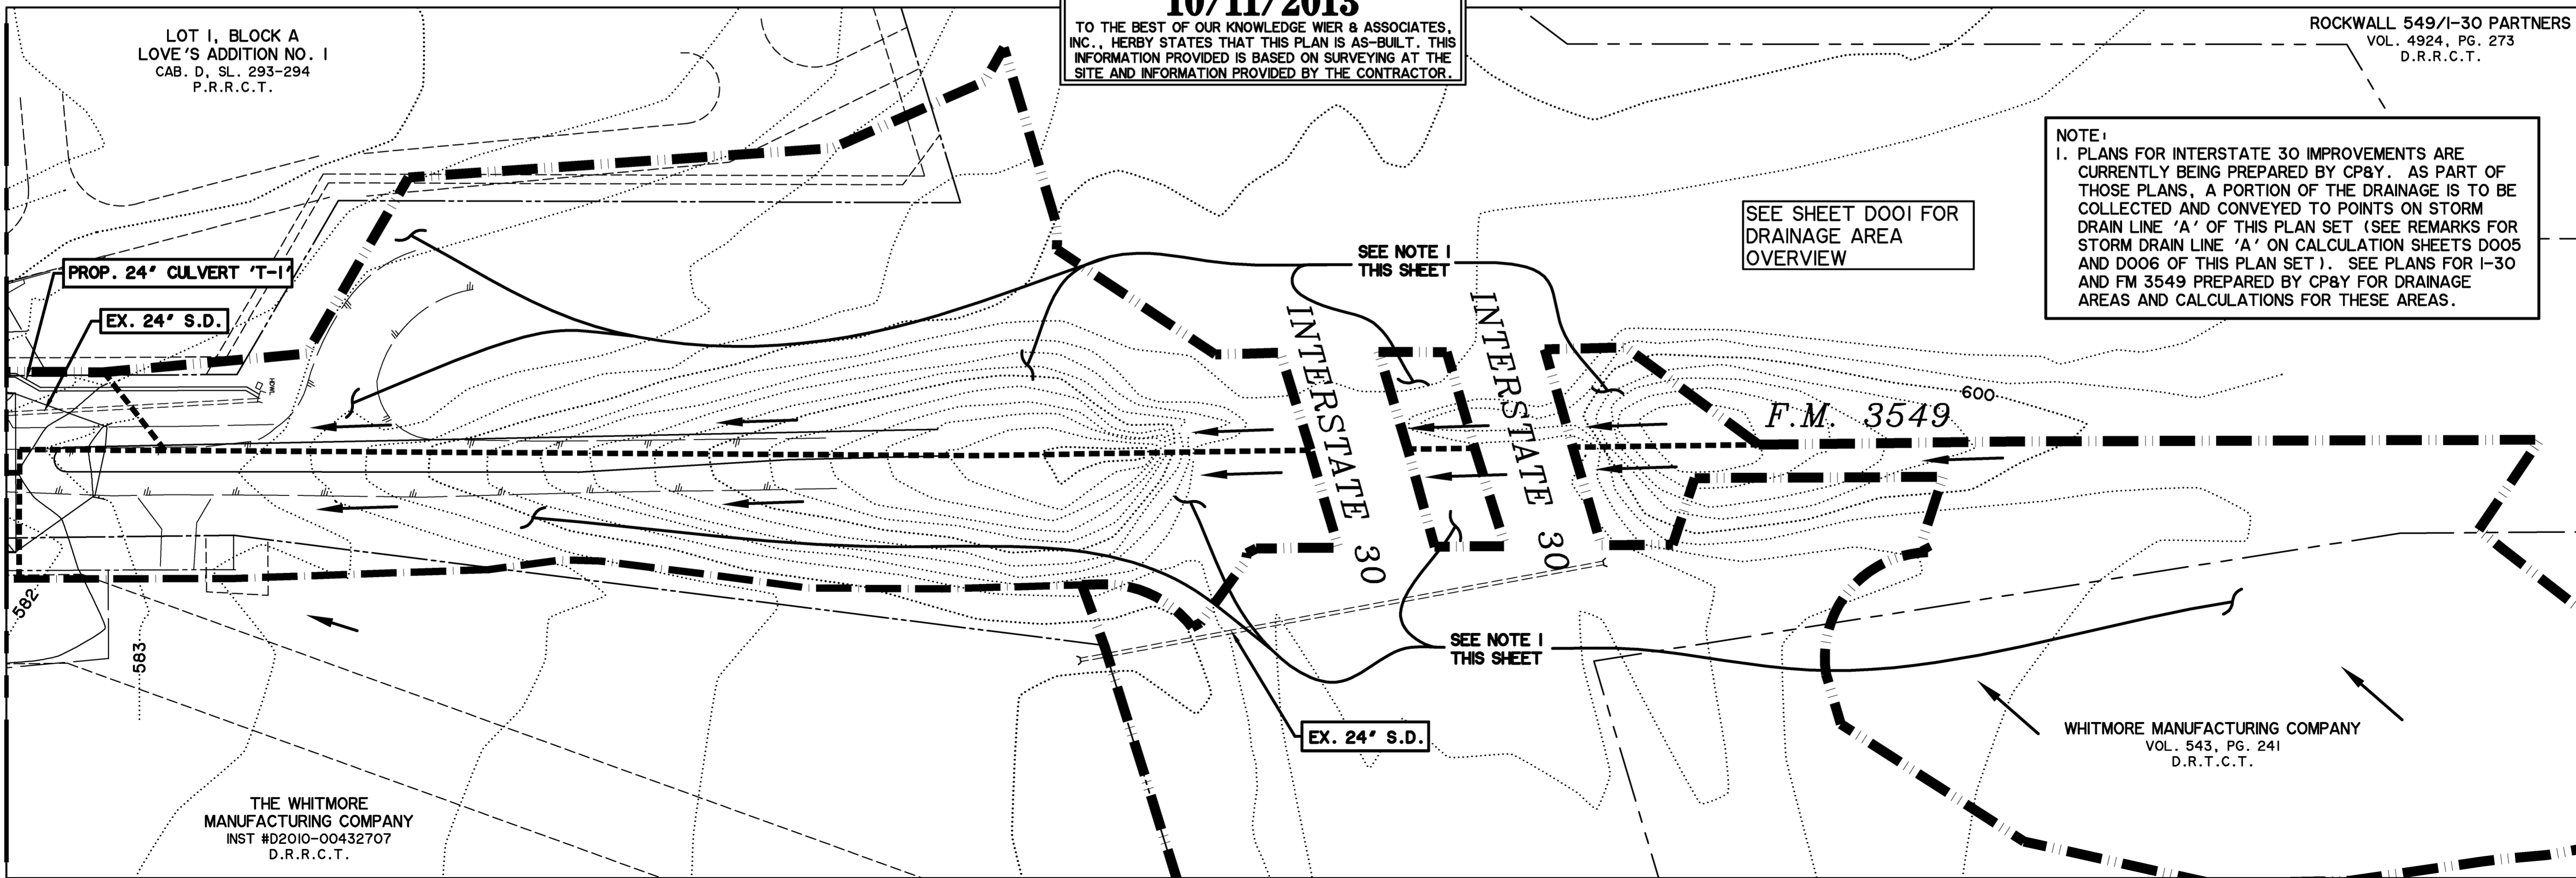 10/11/2013
TO THE BEST OF OUR KNOWLEDGE WIER & ASSOCIATES,
INC., HERBY STATES THAT THIS PLAN IS AS-BUILT. THIS
INFORMATION PROVIDED IS BASED ON SURVEYING AT THE
SITE AND INFORMATION PROVIDED BY THE CONTRACTOR.
LOT 1, BLOCK A
LOVE'S ADDITION NO. 1
CAB. D, SL. 293-294
P.R.R.C.T.
ROCKWALL 549/I-30 PARTNERS
VOL. 4924, PG. 273
D.R.R.C.T.
NOTE:
1. PLANS FOR INTERSTATE 30 IMPROVEMENTS ARE
CURRENTLY BEING PREPARED BY CP&Y. AS PART OF
THOSE PLANS, A PORTION OF THE DRAINAGE IS TO BE
COLLECTED AND CONVEYED TO POINTS ON STORM
DRAIN LINE 'A' OF THIS PLAN SET (SEE REMARKS FOR
STORM DRAIN LINE 'A' ON CALCULATION SHEETS D005
AND D006 OF THIS PLAN SET). SEE PLANS FOR I-30
AND FM 3549 PREPARED BY CP&Y FOR DRAINAGE
AREAS AND CALCULATIONS FOR THESE AREAS.
SEE SHEET D001 FOR
DRAINAGE AREA
OVERVIEW
SEE NOTE 1
THIS SHEET
PROP. 24" CULVERT 'T-1'
EX. 24" S.D.
HDWL
INTERSTATE 30
INTERSTATE 30
F.M. 3549
600
582
583
SEE NOTE 1
THIS SHEET
EX. 24" S.D.
WHITMORE MANUFACTURING COMPANY
VOL. 543, PG. 241
D.R.T.C.T.
THE WHITMORE
MANUFACTURING COMPANY
INST #D2010-00432707
D.R.R.C.T.